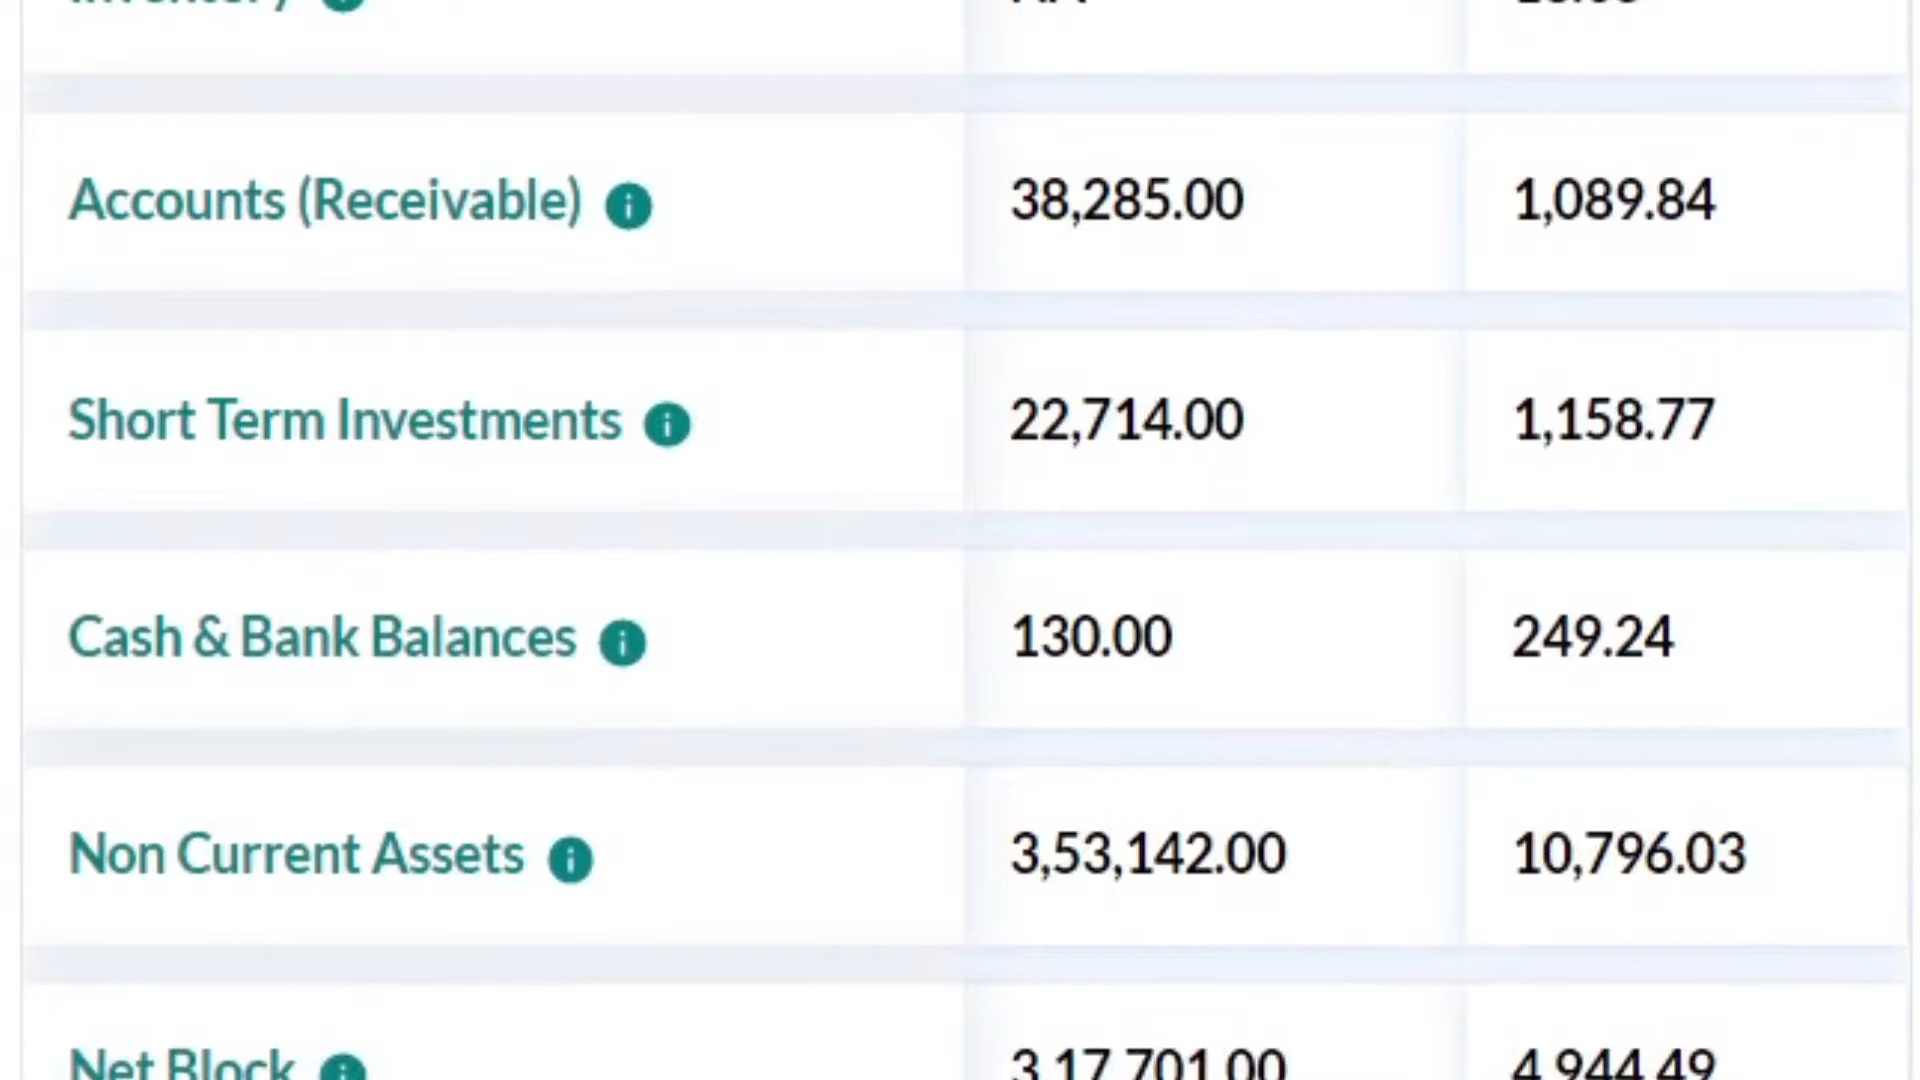 Inventory
Accounts (Receivable) 38,285.00 1,089.84
Short Term Investments 22,714.00 1,158.77
Cash & Bank Balances 130.00 249.24
Non Current Assets 3,53,142.00 10,796.03
Net Block 3,17,701.00 4,944.49